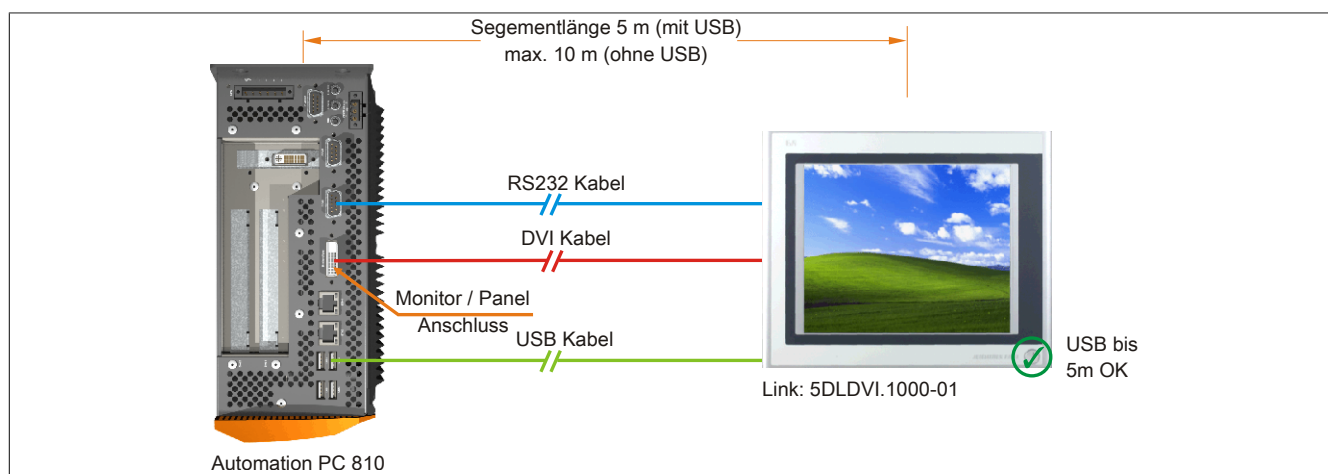 Segementlänge 5 m (mit USB)
max. 10 m (ohne USB)
RS232 Kabel
DVI Kabel
Monitor / Panel
Anschluss
USB Kabel
USB bis
5m OK
Link: 5DLDVI.1000-01
Automation PC 810